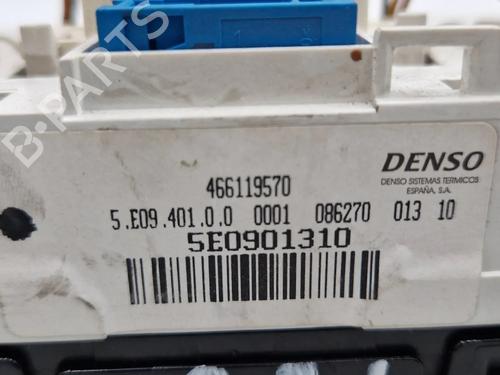 B-PARTS
DENSO
DENSO SISTEMAS TERMICOS
ESPAÑA, S.A.
466119570
5.E09.401.0.0 0001 086270 013 10
5E0901310